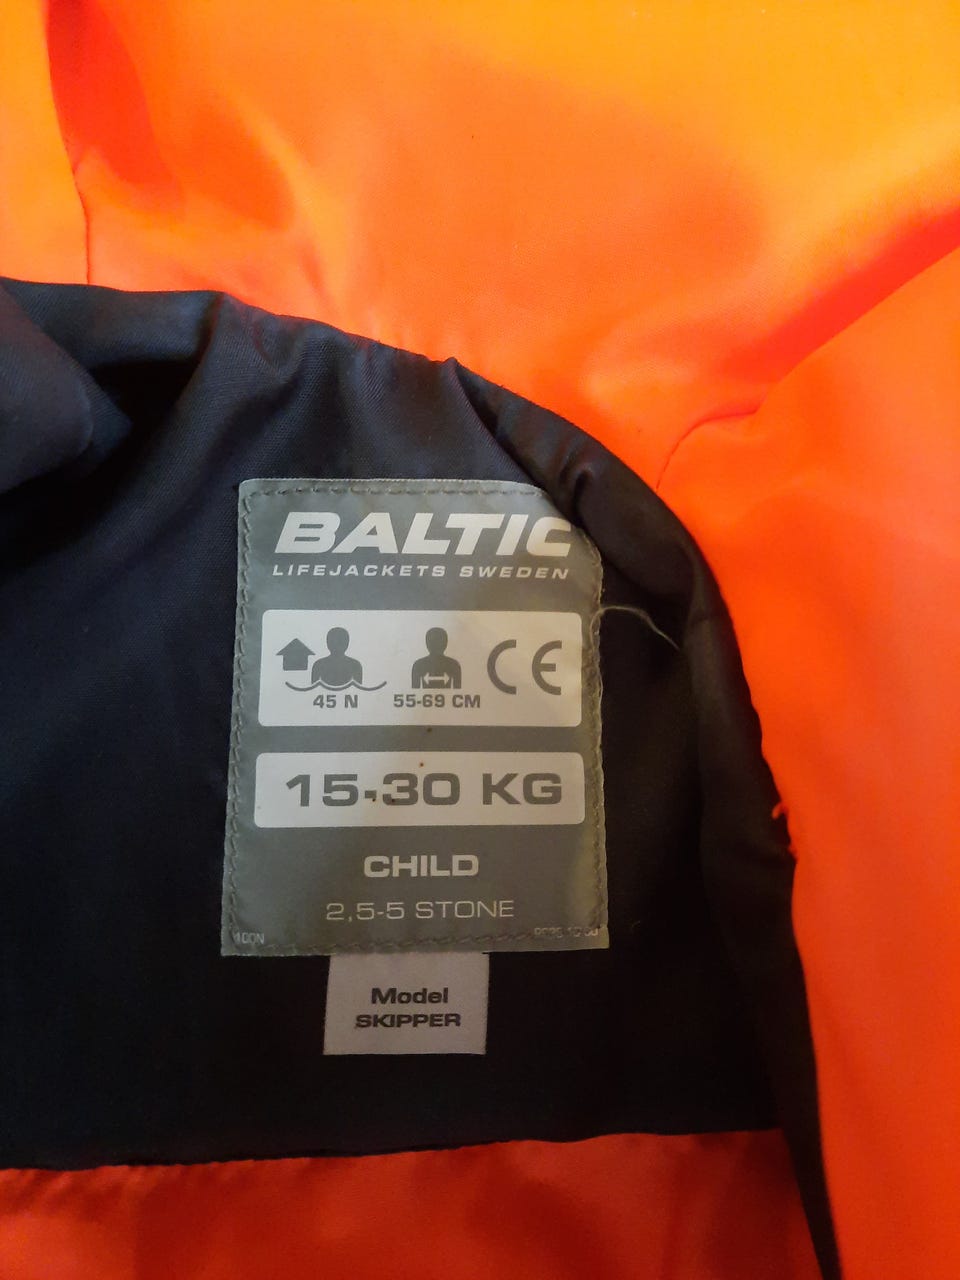 BALTIC
LIFEJACKETS SWEDEN
45 N 55-69 CM CE
15-30 KG
CHILD
2,5-5 STONE
100N
Model
SKIPPER